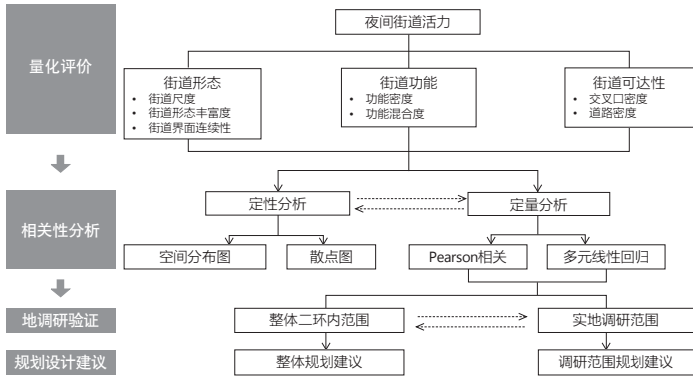 夜间街道活力
量化评价
街道形态
• 街道尺度
• 街道形态丰富度
• 街道界面连续性
街道功能
• 功能密度
• 功能混合度
街道可达性
• 交叉口密度
• 道路密度
相关性分析
定性分析
定量分析
空间分布图
散点图
Pearson相关
多元线性回归
地调研验证
整体二环内范围
实地调研范围
规划设计建议
整体规划建议
调研范围规划建议